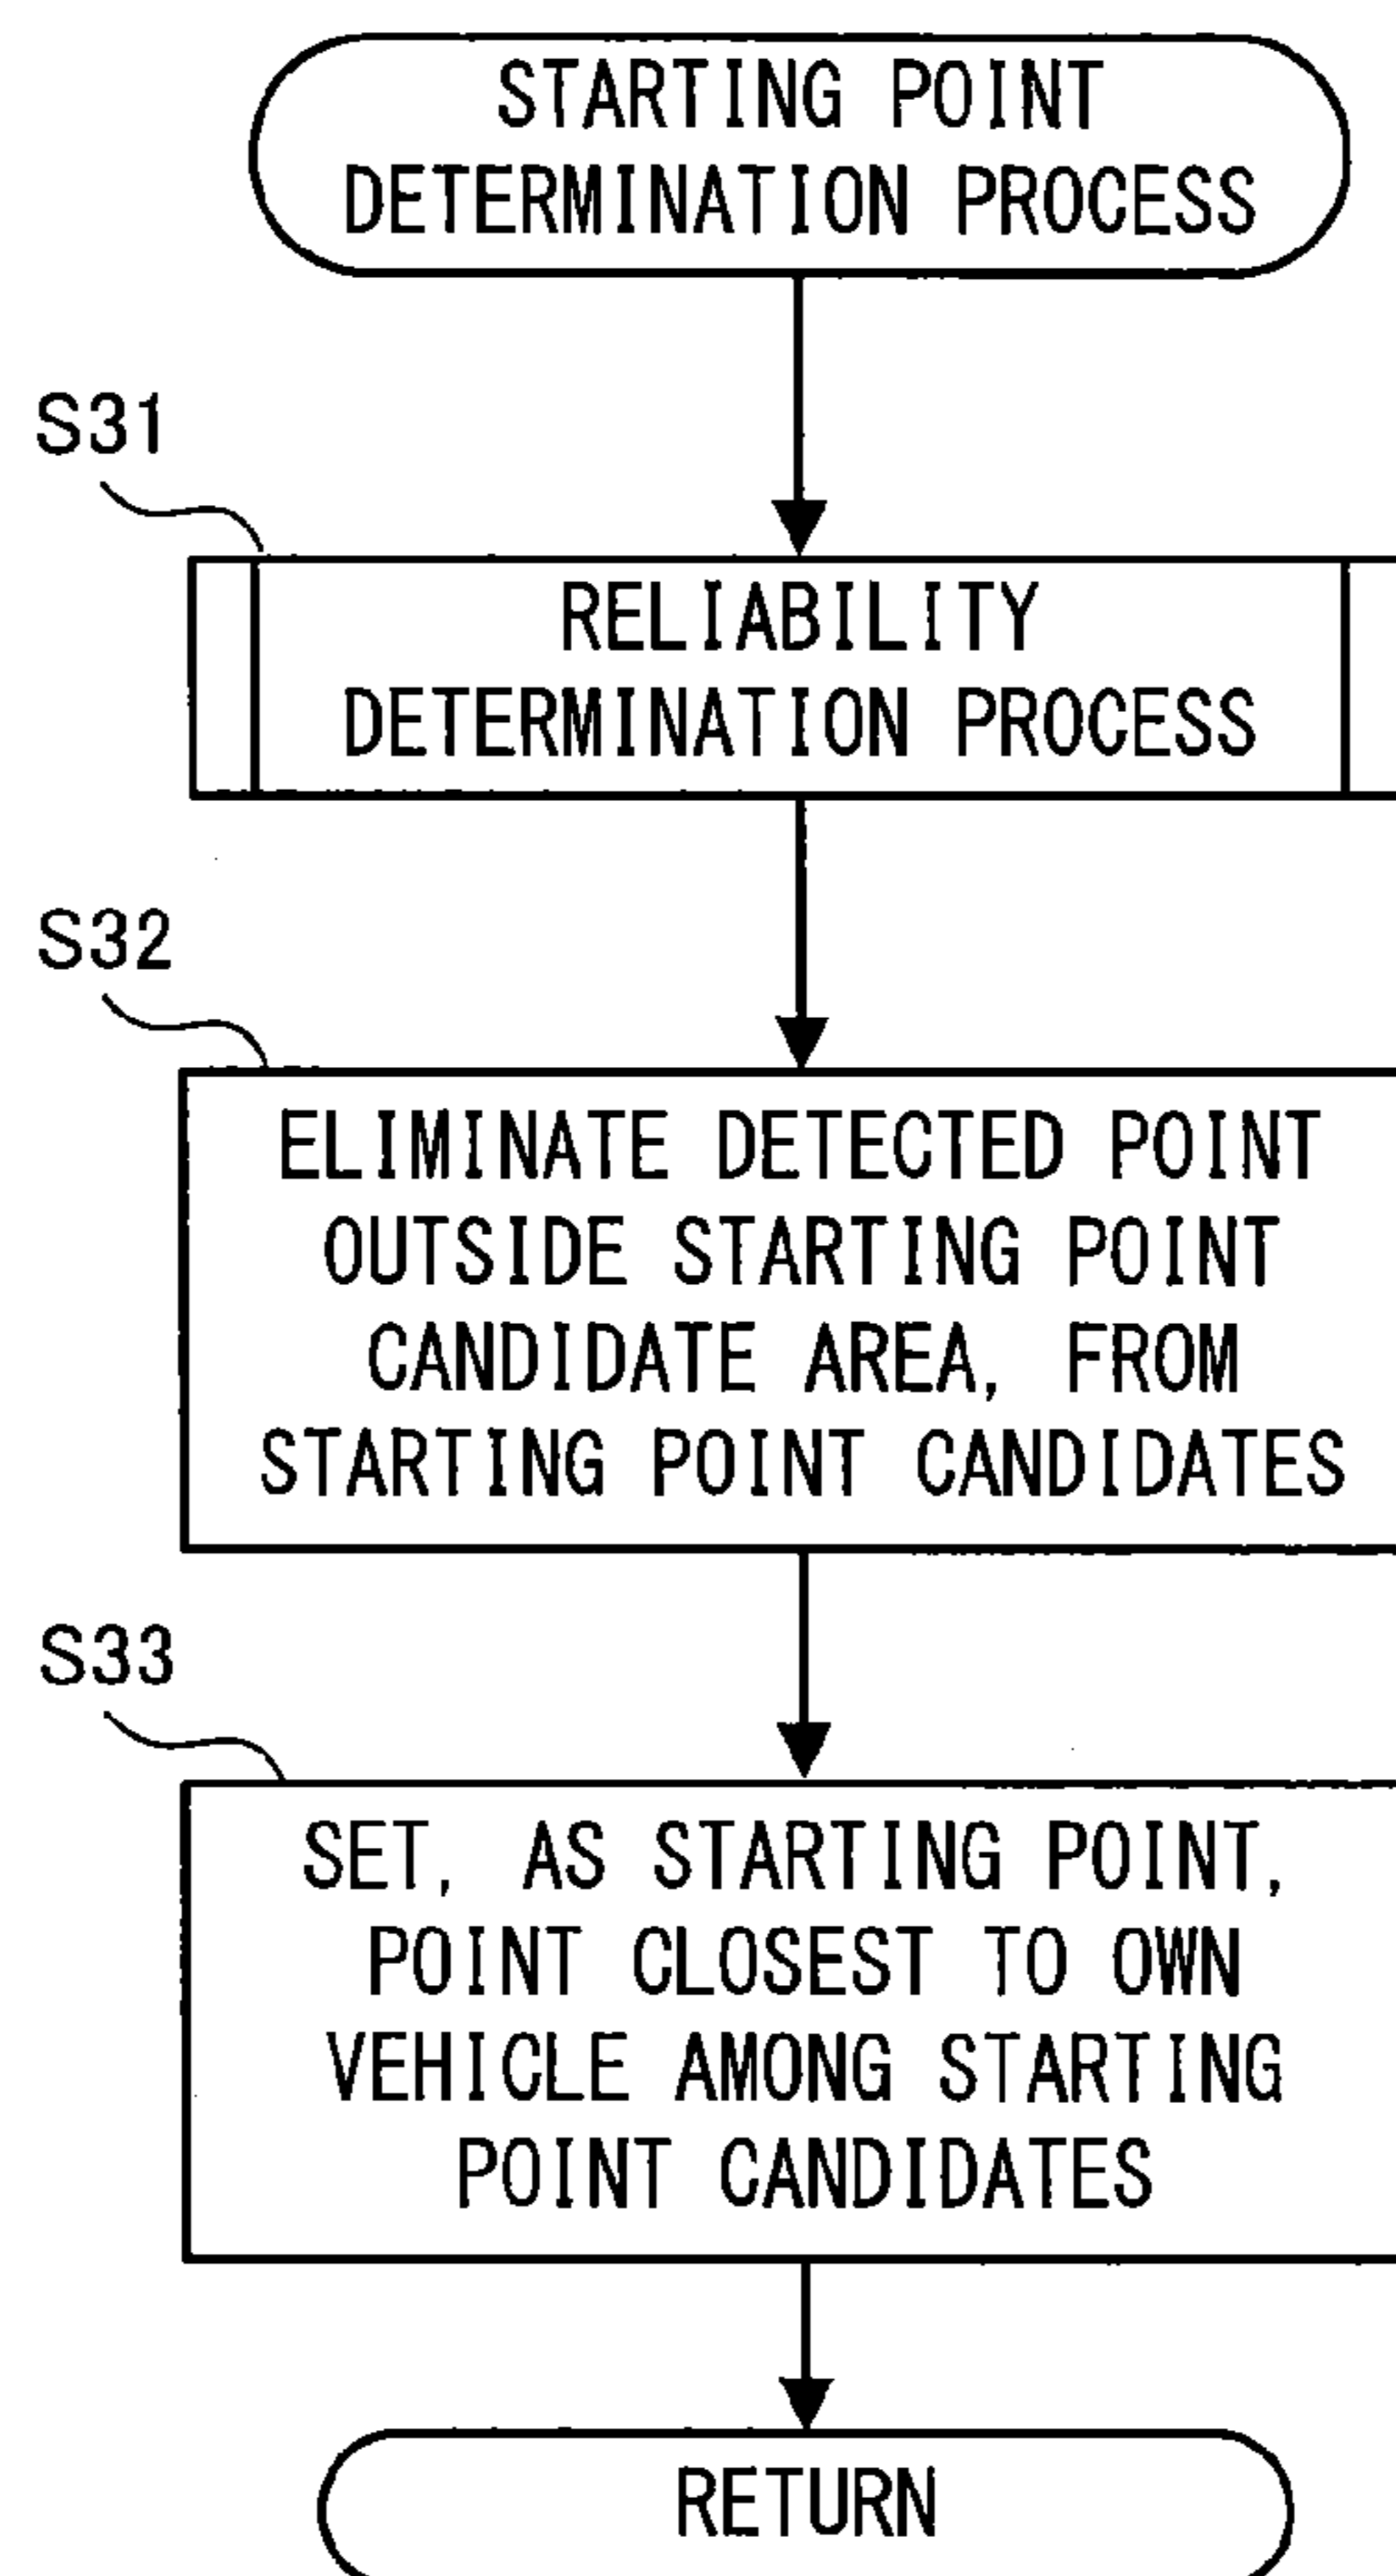 STARTING POINT
DETERMINATION PROCESS
S31
RELIABILITY
DETERMINATION PROCESS
S32
ELIMINATE DETECTED POINT
OUTSIDE STARTING POINT
CANDIDATE AREA, FROM
STARTING POINT CANDIDATES
S33
SET, AS STARTING POINT,
POINT CLOSEST TO OWN
VEHICLE AMONG STARTING
POINT CANDIDATES
RETURN